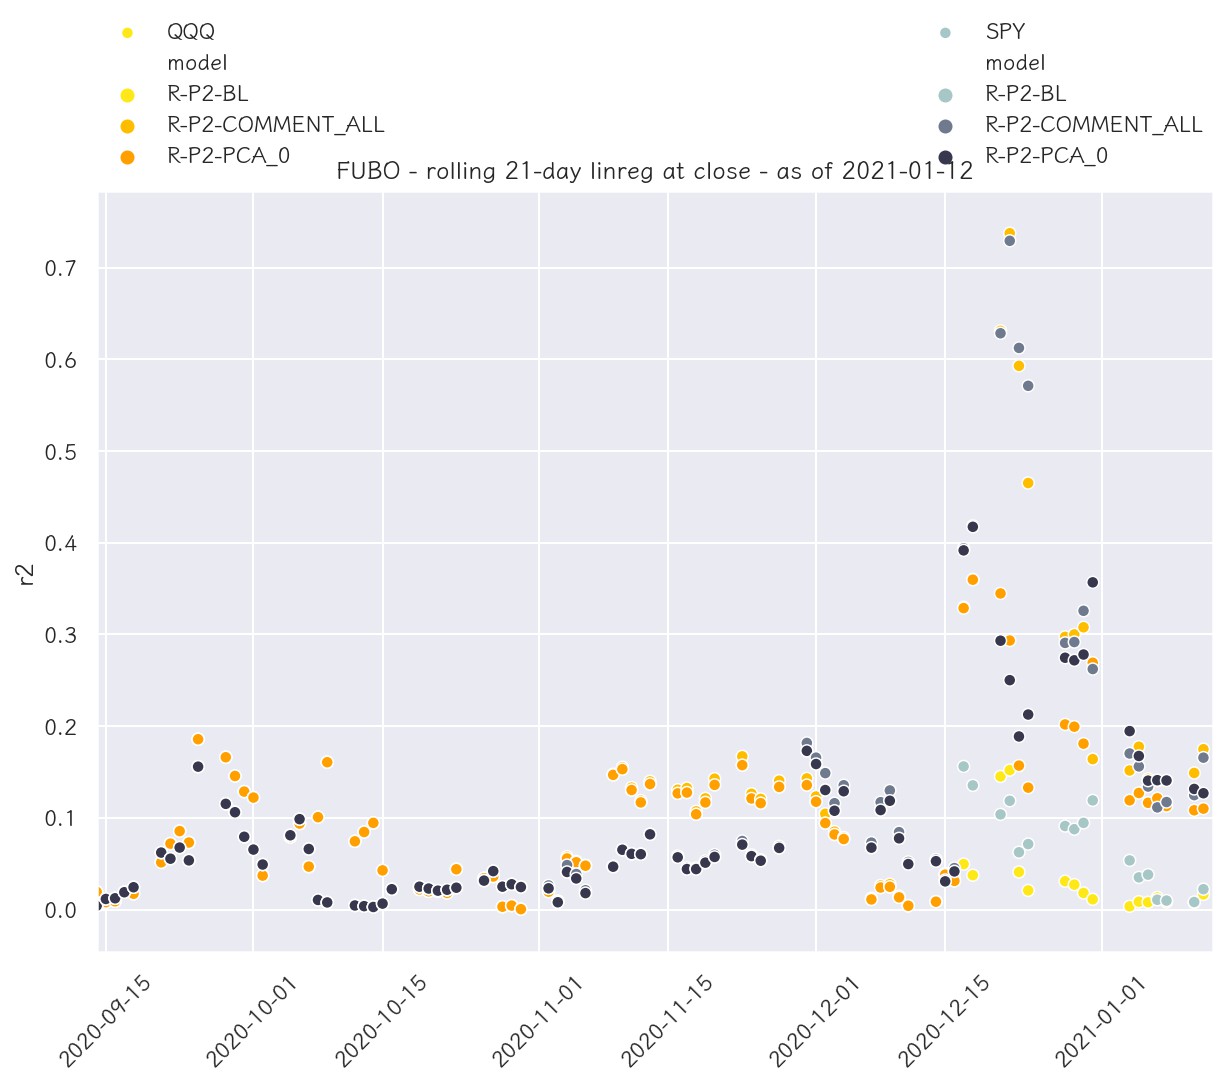 QQQ
model
R-P2-BL
R-P2-COMMENT_ALL
R-P2-PCA_0
SPY
model
R-P2-BL
R-P2-COMMENT_ALL
R-P2-PCA_0
FUBO - rolling 21-day linreg at close - as of 2021-01-12
r2
0.7
0.6
0.5
0.4
0.3
0.2
0.1
0.0
2020-09-15
2020-10-01
2020-10-15
2020-11-01
2020-11-15
2020-12-01
2020-12-15
2021-01-01